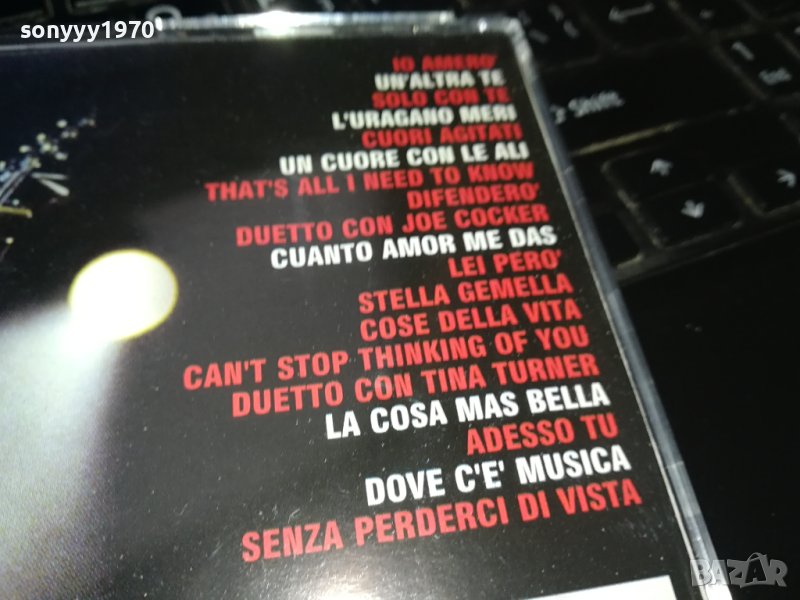 sonyyy1970
IO AMERO'
UN'ALTRA TE
SOLO CON TE
L'URAGANO MERI
CUORI AGITATI
UN CUORE CON LE ALI
THAT'S ALL I NEED TO KNOW
DIFENDERO'
DUETTO CON JOE COCKER
CUANTO AMOR ME DAS
LEI PERO'
STELLA GEMELLA
COSE DELLA VITA
CAN'T STOP THINKING OF YOU
DUETTO CON TINA TURNER
LA COSA MAS BELLA
ADESSO TU
DOVE C'E' MUSICA
SENZA PERDERCI DI VISTA
Shift
End
BAZAR